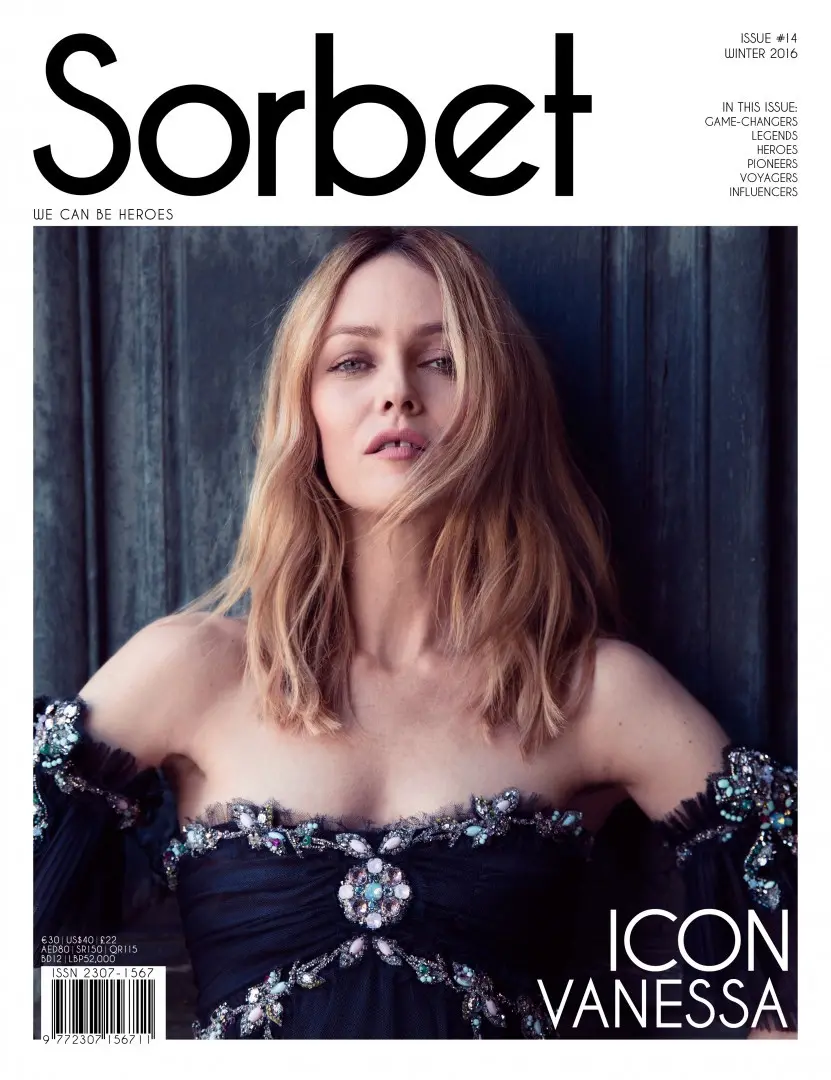 Sorbet
ISSUE #14
WINTER 2016
IN THIS ISSUE:
GAME-CHANGERS
LEGENDS
HEROES
PIONEERS
VOYAGERS
INFLUENCERS
WE CAN BE HEROES
€30 | US$40 | £22
AED80 | SR150 | QR115
BD12 | LBP52,000
ISSN 2307-1567
9 772307 156711
ICON
VANESSA